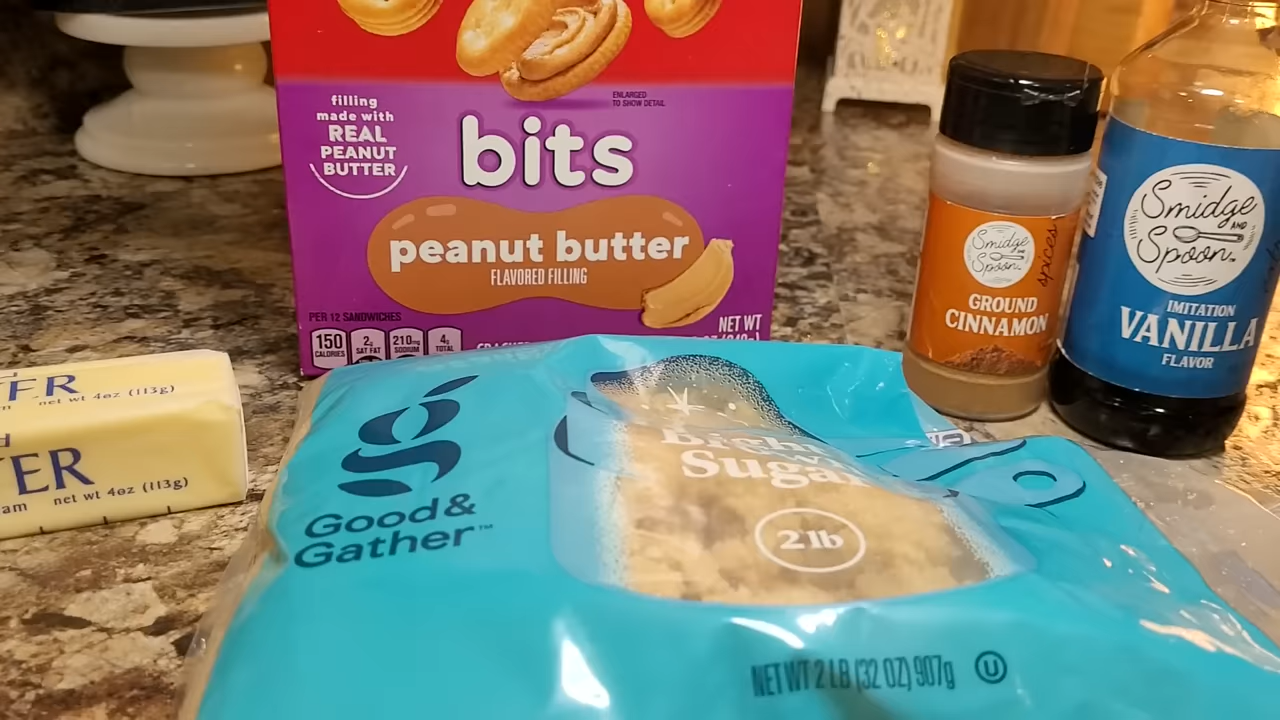 filling
made with
REAL
PEANUT
BUTTER
ENLARGED
TO SHOW DETAIL
bits
peanut butter
FLAVORED FILLING
PER 12 SANDWICHES
150
CALORIES
2g
SAT FAT
210mg
SODIUM
4g
TOTAL
NET WT
Smidge
AND
Spoon
spices
GROUND
CINNAMON
Smidge
AND
Spoon
IMITATION
VANILLA
FLAVOR
net wt 4oz (113g)
net wt 4oz (113g)
Good &
Gather™
Sugar
2 lb
NET WT 2 LB (32 OZ) 907g
U